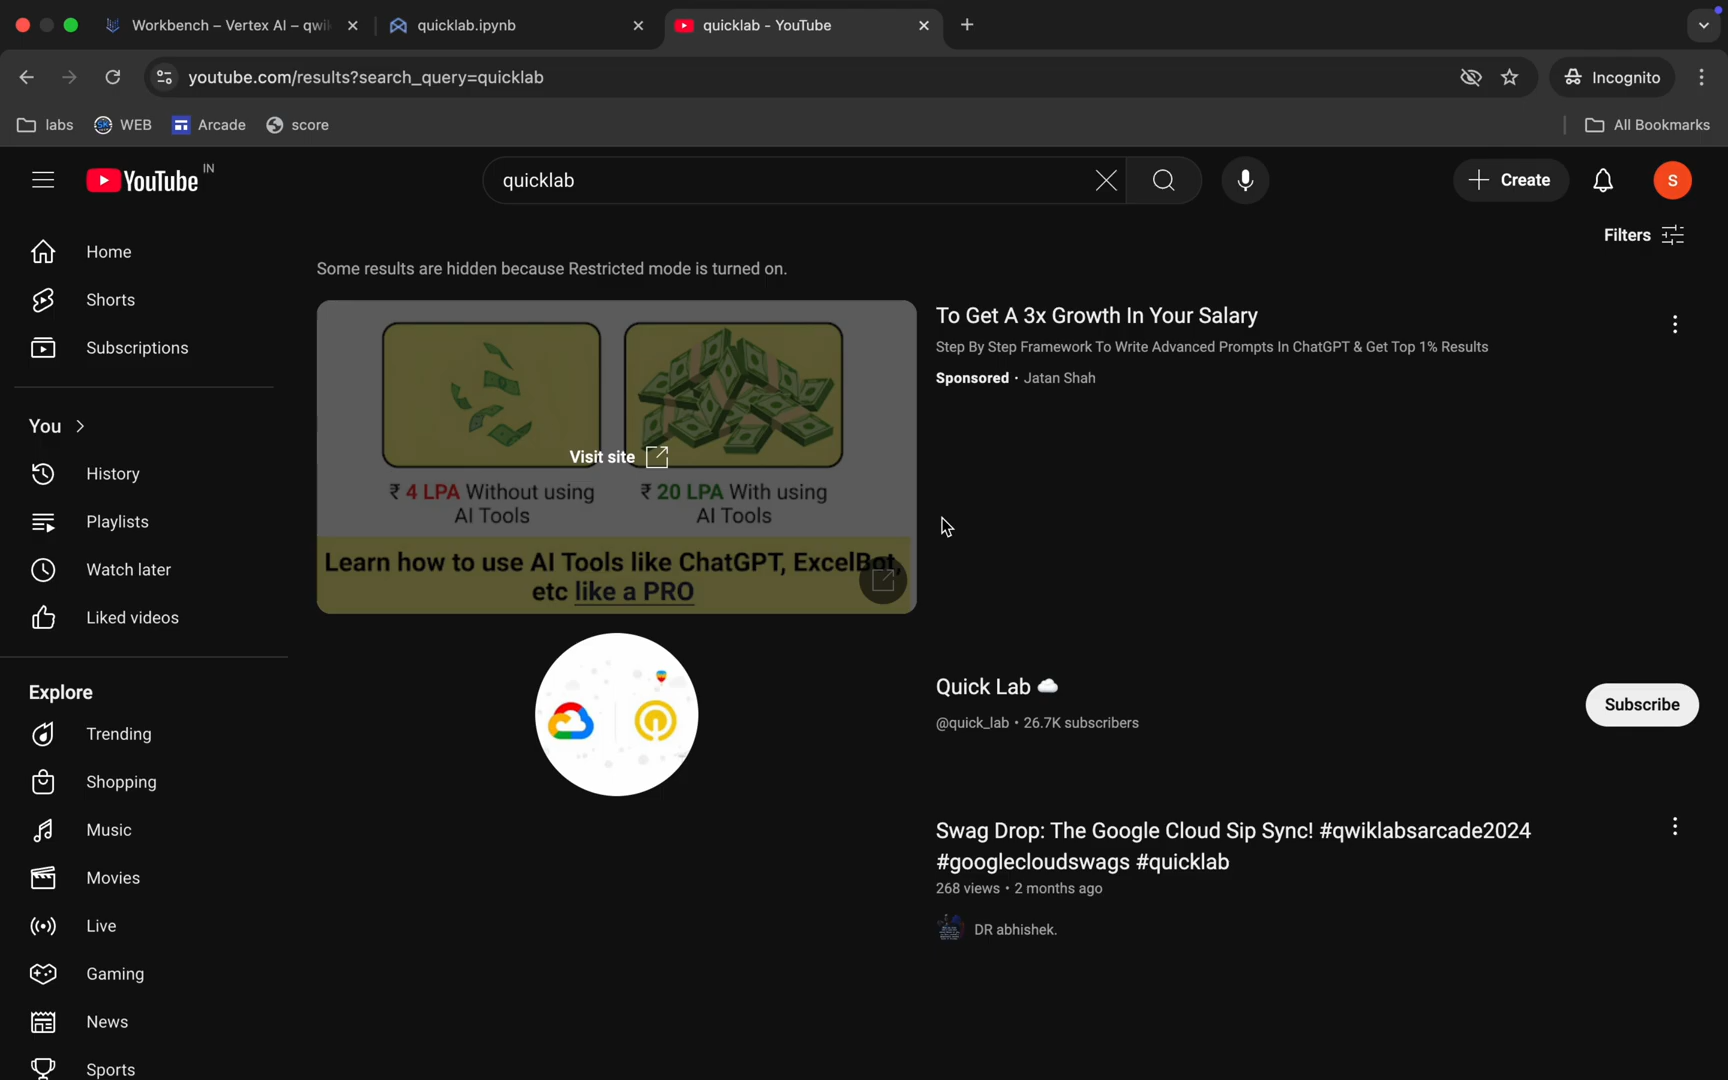 Workbench – Vertex AI – qwi
quicklab.ipynb
quicklab - YouTube
youtube.com/results?search_query=quicklab
Incognito
labs
WEB
Arcade
score
All Bookmarks
YouTube IN
quicklab
Create
S
Filters
Home
Shorts
Subscriptions
You
History
Playlists
Watch later
Liked videos
Explore
Trending
Shopping
Music
Movies
Live
Gaming
News
Sports
Some results are hidden because Restricted mode is turned on.
Visit site
₹ 4 LPA Without using
AI Tools
₹ 20 LPA With using
AI Tools
Learn how to use AI Tools like ChatGPT, ExcelBot,
etc like a PRO
To Get A 3x Growth In Your Salary
Step By Step Framework To Write Advanced Prompts In ChatGPT & Get Top 1% Results
Sponsored • Jatan Shah
Quick Lab
@quick_lab • 26.7K subscribers
Subscribe
Swag Drop: The Google Cloud Sip Sync! #qwiklabsarcade2024
#googlecloudswags #quicklab
268 views • 2 months ago
DR abhishek.